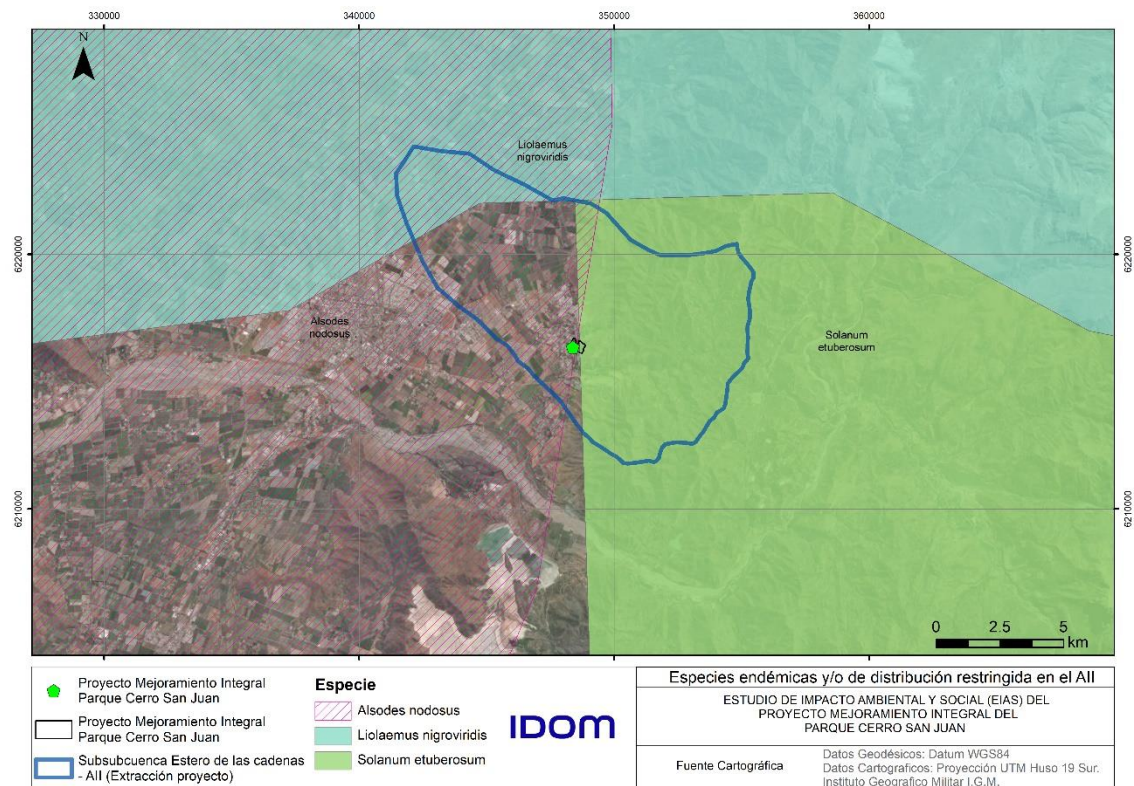 330000
340000
350000
360000
N
Liolaemus
nigroviridis
6220000
6220000
Alsodes
nodosus
Solanum
etuberosum
6210000
6210000
0 2.5 5
km
Proyecto Mejoramiento Integral
Parque Cerro San Juan
Proyecto Mejoramiento Integral
Parque Cerro San Juan
Subsubcuenca Estero de las cadenas
- AII (Extracción proyecto)
Especie
Alsodes nodosus
Liolaemus nigroviridis
Solanum etuberosum
IDOM
Especies endémicas y/o de distribución restringida en el AII
ESTUDIO DE IMPACTO AMBIENTAL Y SOCIAL (EIAS) DEL
PROYECTO MEJORAMIENTO INTEGRAL DEL
PARQUE CERRO SAN JUAN
Fuente Cartográfica
Datos Geodésicos: Datum WGS84
Datos Cartograficos: Proyección UTM Huso 19 Sur.
Instituto Geografico Militar I.G.M.